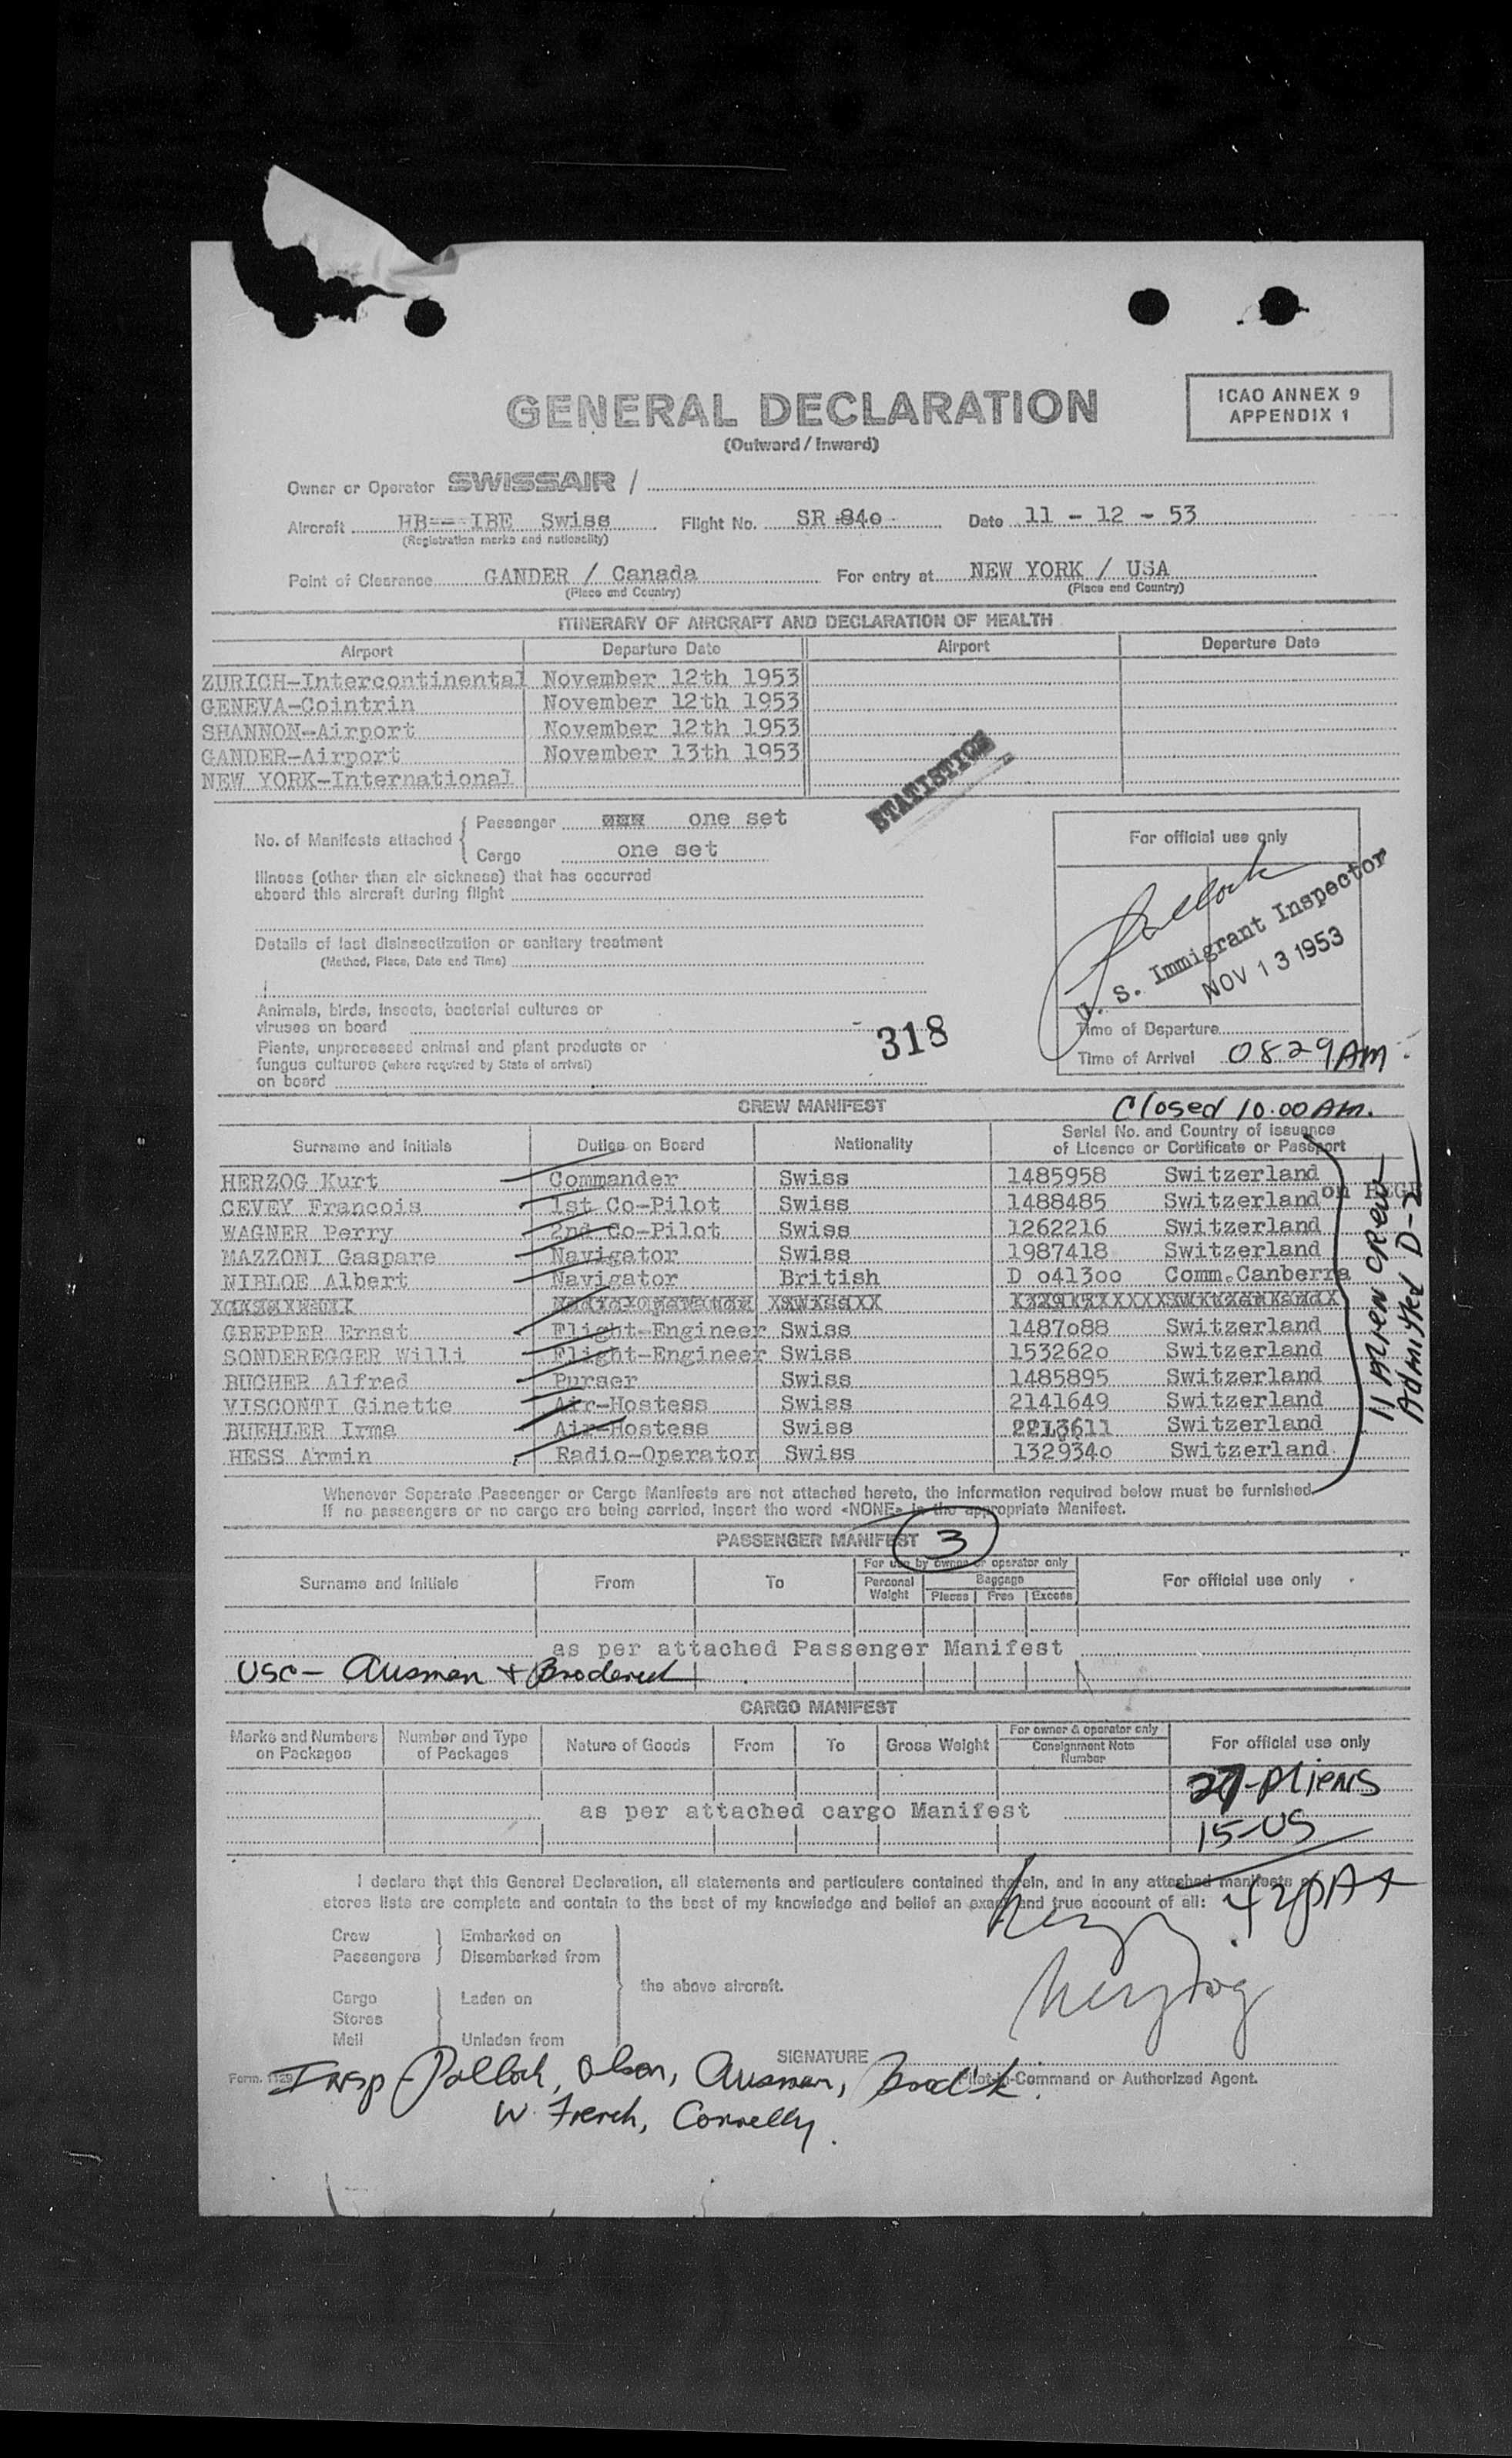 GENERAL DECLARATION
(Outward / Inward)
ICAO ANNEX 9
APPENDIX 1
Owner or Operator SWISSAIR /
Aircraft HB-- IBE Swiss Flight No. SR 840 Date 11 - 12 - 53
(Registration marks and nationality)
Point of Clearance GANDER / Canada For entry at NEW YORK / USA
(Place and Country) (Place and Country)
ITINERARY OF AIRCRAFT AND DECLARATION OF HEALTH
Airport Departure Date Airport Departure Date
ZURICH-Intercontinental November 12th 1953
GENEVA-Cointrin November 12th 1953
SHANNON-Airport November 12th 1953
GANDER-Airport November 13th 1953
NEW YORK-International
STATISTICS
No. of Manifests attached
Passenger one set
Cargo one set
Illness (other than air sickness) that has occurred
aboard this aircraft during flight
Details of last disinsectization or sanitary treatment
(Method, Place, Date and Time)
Animals, birds, insects, bacterial cultures or
viruses on board
Plants, unprocessed animal and plant products or
fungus cultures (where required by State of arrival)
on board
318
For official use only
Pollock
U. S. Immigrant Inspector
NOV 13 1953
Time of Departure
Time of Arrival 0829 AM
CREW MANIFEST
Closed 10.00 AM.
Surname and Initials Duties on Board Nationality Serial No. and Country of Issuance
of Licence or Certificate or Passport
HERZOG Kurt Commander Swiss 1485958 Switzerland
CEVEY Francois 1st Co-Pilot Swiss 1488485 Switzerland
WAGNER Perry 2nd Co-Pilot Swiss 1262216 Switzerland
MAZZONI Gaspare Navigator Swiss 1987418 Switzerland
NIBLOE Albert Navigator British D 041300 Comm.Canberra
GREPPER Ernst Flight-Engineer Swiss 1487o88 Switzerland
SONDEREGGER Willi Flight-Engineer Swiss 153262o Switzerland
BUCHER Alfred Purser Swiss 1485895 Switzerland
VISCONTI Ginette Air-Hostess Swiss 2141649 Switzerland
BUEHLER Irma Air-Hostess Swiss Switzerland
HESS Armin Radio-Operator Swiss 132934o Switzerland
11 Alien crew
Admitted D-2
Whenever Separate Passenger or Cargo Manifests are not attached hereto, the information required below must be furnished
If no passengers or no cargo are being carried, insert the word «NONE» in the appropriate Manifest.
PASSENGER MANIFEST
3
Surname and Initials From To For use by owner or operator only For official use only
Personal Weight Baggage
Pieces Free Excess
as per attached Passenger Manifest
USC- Ausman + Broderick
CARGO MANIFEST
Marks and Numbers on Packages Number and Type of Packages Nature of Goods From To Gross Weight For owner & operator only Consignment Note Number For official use only
27-Aliens
as per attached cargo Manifest
15-US
42 PAX
I declare that this General Declaration, all statements and particulars contained therein, and in any attached manifests
stores lists are complete and contain to the best of my knowledge and belief an exact and true account of all:
Crew Embarked on
Passengers Disembarked from
the above aircraft.
Cargo Laden on
Stores
Mail Unladen from
Herzog
SIGNATURE
Pilot-in-Command or Authorized Agent.
Form. 1129
Insp Pollock, Olson, Ausman, Brod'k.
W. French, Connelly.